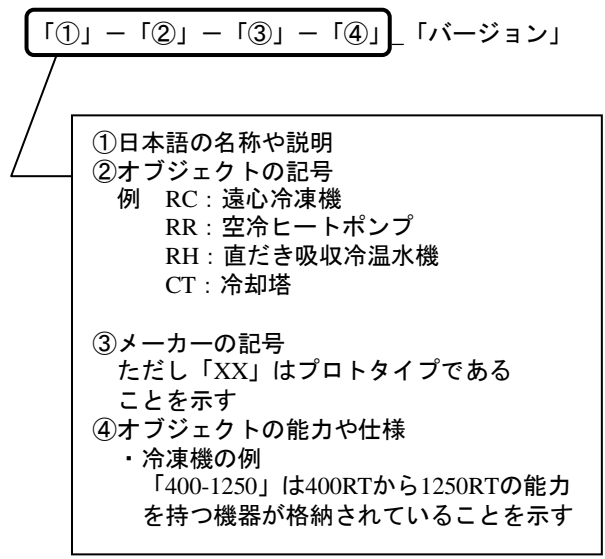 「①」－「②」－「③」－「④」_「バージョン」
①日本語の名称や説明
②オブジェクトの記号
例　RC：遠心冷凍機
RR：空冷ヒートポンプ
RH：直だき吸収冷温水機
CT：冷却塔
③メーカーの記号
ただし「XX」はプロトタイプである
ことを示す
④オブジェクトの能力や仕様
・冷凍機の例
「400-1250」は400RTから1250RTの能力
を持つ機器が格納されていることを示す